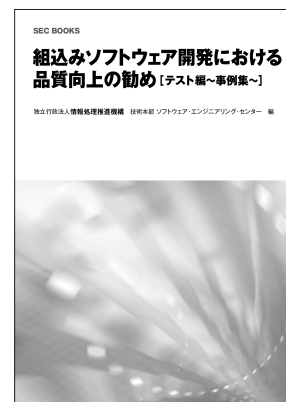 SEC BOOKS
組込みソフトウェア開発における
品質向上の勧め［テスト編～事例集～］
独立行政法人情報処理推進機構　技術本部 ソフトウェア・エンジニアリング・センター　編